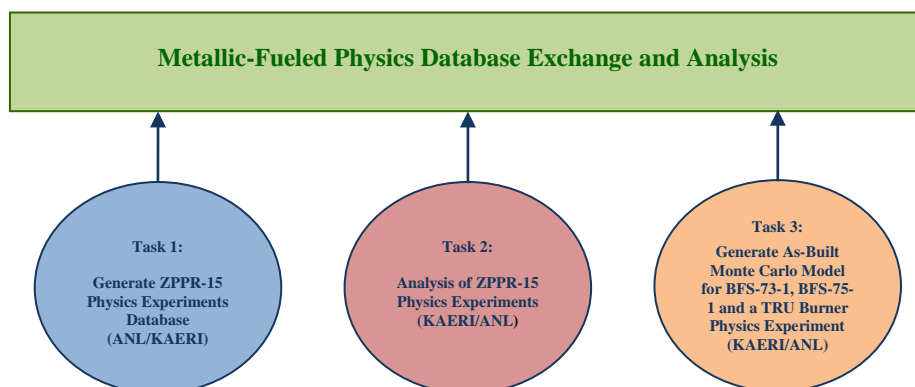 Metallic-Fueled Physics Database Exchange and Analysis
Task 1:
Generate ZPPR-15
Physics Experiments
Database
(ANL/KAERI)
Task 2:
Analysis of ZPPR-15
Physics Experiments
(KAERI/ANL)
Task 3:
Generate As-Built
Monte Carlo Model
for BFS-73-1, BFS-75-
1 and a TRU Burner
Physics Experiment
(KAERI/ANL)